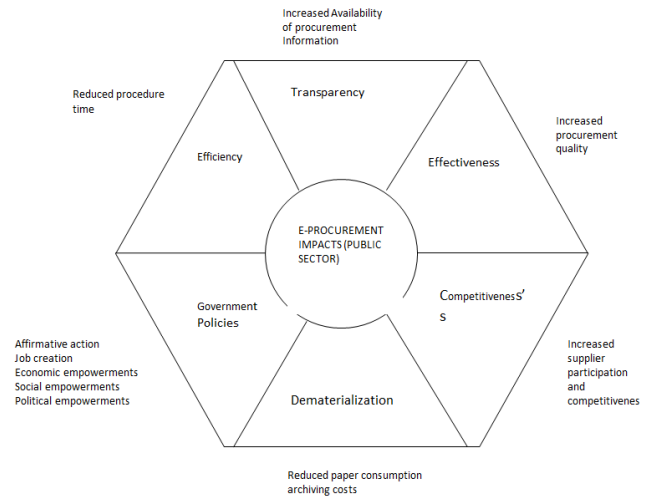 Increased Availability
of procurement
Information
Transparency
Reduced procedure
time
Increased
procurement
quality
Efficiency
Effectiveness
E-PROCUREMENT
IMPACTS(PUBLIC
SECTOR)
Government
Policies
Competitiveness’
s
Affirmative action
Job creation
Economic empowerments
Social empowerments
Political empowerments
Increased
supplier
participation
and
competitivenes
Dematerialization
Reduced paper consumption
archiving costs